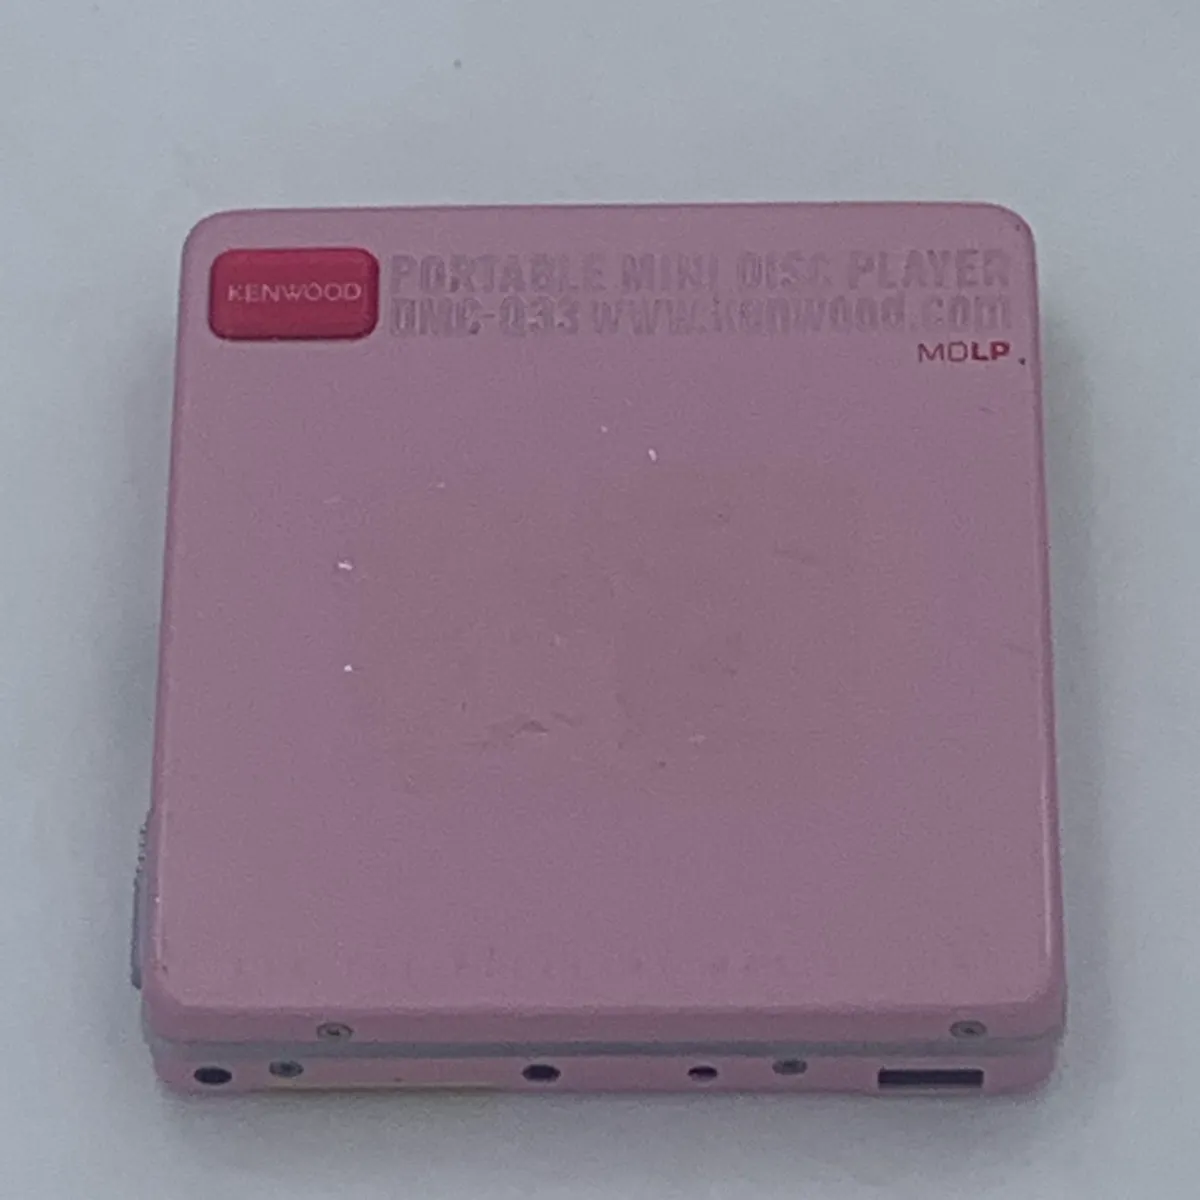 KENWOOD
PORTABLE MINI DISC PLAYER
DMC-Q33 www.kenwood.com
MDLP